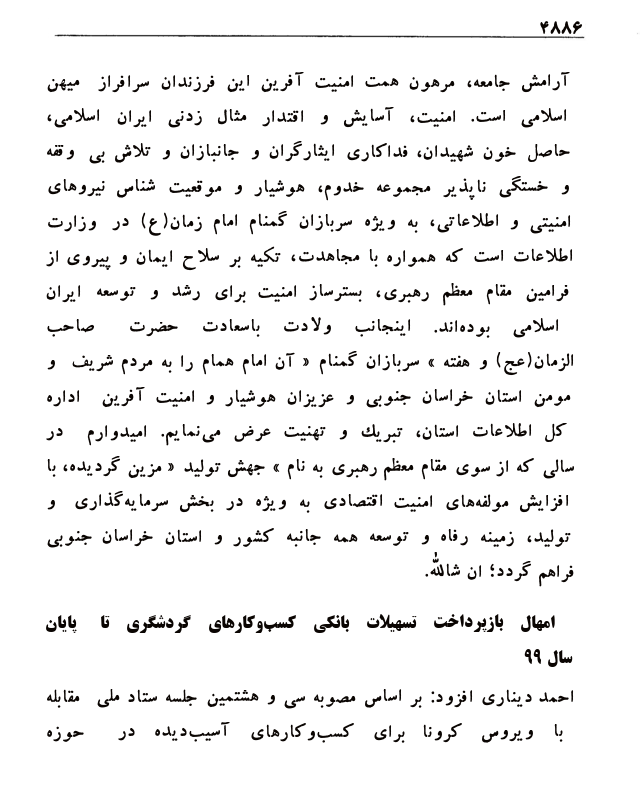 ۴۸۸۶
آرامش جامعه، مرهون همت امنیت آفرین این فرزندان سرافراز میهن
اسلامی است. امنیت، آسایش و اقتدار مثال زدنی ایران اسلامی،
حاصل خون شهیدان، فداکاری ایثارگران و جانبازان و تلاش بی وقفه
و خستگی ناپذیر مجموعه خدوم، هوشیار و موقعیت شناس نیروهای
امنیتی و اطلاعاتی، به ویژه سربازان گمنام امام زمان(ع) در وزارت
اطلاعات است که همواره با مجاهدت، تکیه بر سلاح ایمان و پیروی از
فرامین مقام معظم رهبری، بسترساز امنیت برای رشد و توسعه ایران
اسلامی بوده‌اند. اینجانب ولادت باسعادت حضرت صاحب
الزمان(عج) و هفته » سربازان گمنام « آن امام همام را به مردم شریف و
مومن استان خراسان جنوبی و عزیزان هوشیار و امنیت آفرین اداره
کل اطلاعات استان، تبریك و تهنیت عرض می‌نمایم. امیدوارم در
سالی که از سوی مقام معظم رهبری به نام » جهش تولید « مزین گردیده، با
افزایش مولفه‌های امنیت اقتصادی به ویژه در بخش سرمایه‌گذاری و
تولید، زمینه رفاه و توسعه همه جانبه کشور و استان خراسان جنوبی
فراهم گردد؛ ان شاالله.
امهال بازپرداخت تسهیلات بانکی کسب‌وکارهای گردشگری تا پایان
سال ۹۹
احمد دیناری افزود: بر اساس مصوبه سی و هشتمین جلسه ستاد ملی مقابله
با ویروس کرونا برای کسب‌وکارهای آسیب‌دیده در حوزه